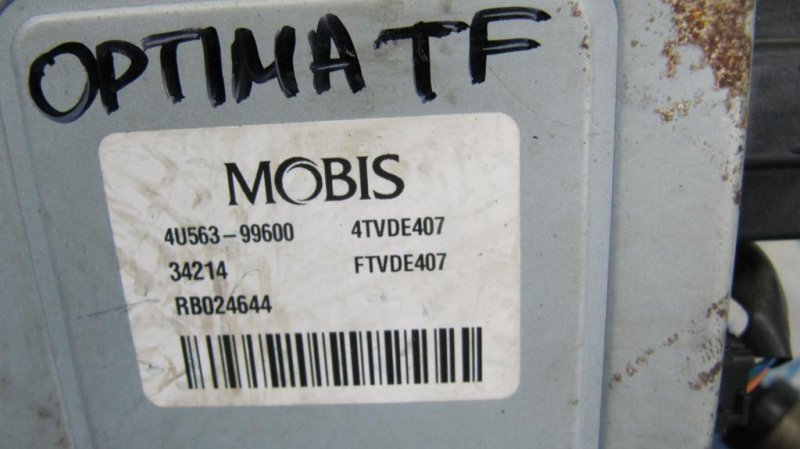 OPTIMA TF
MOBIS
4U563-99600 4TVDE407
34214 FTVDE407
RB024644